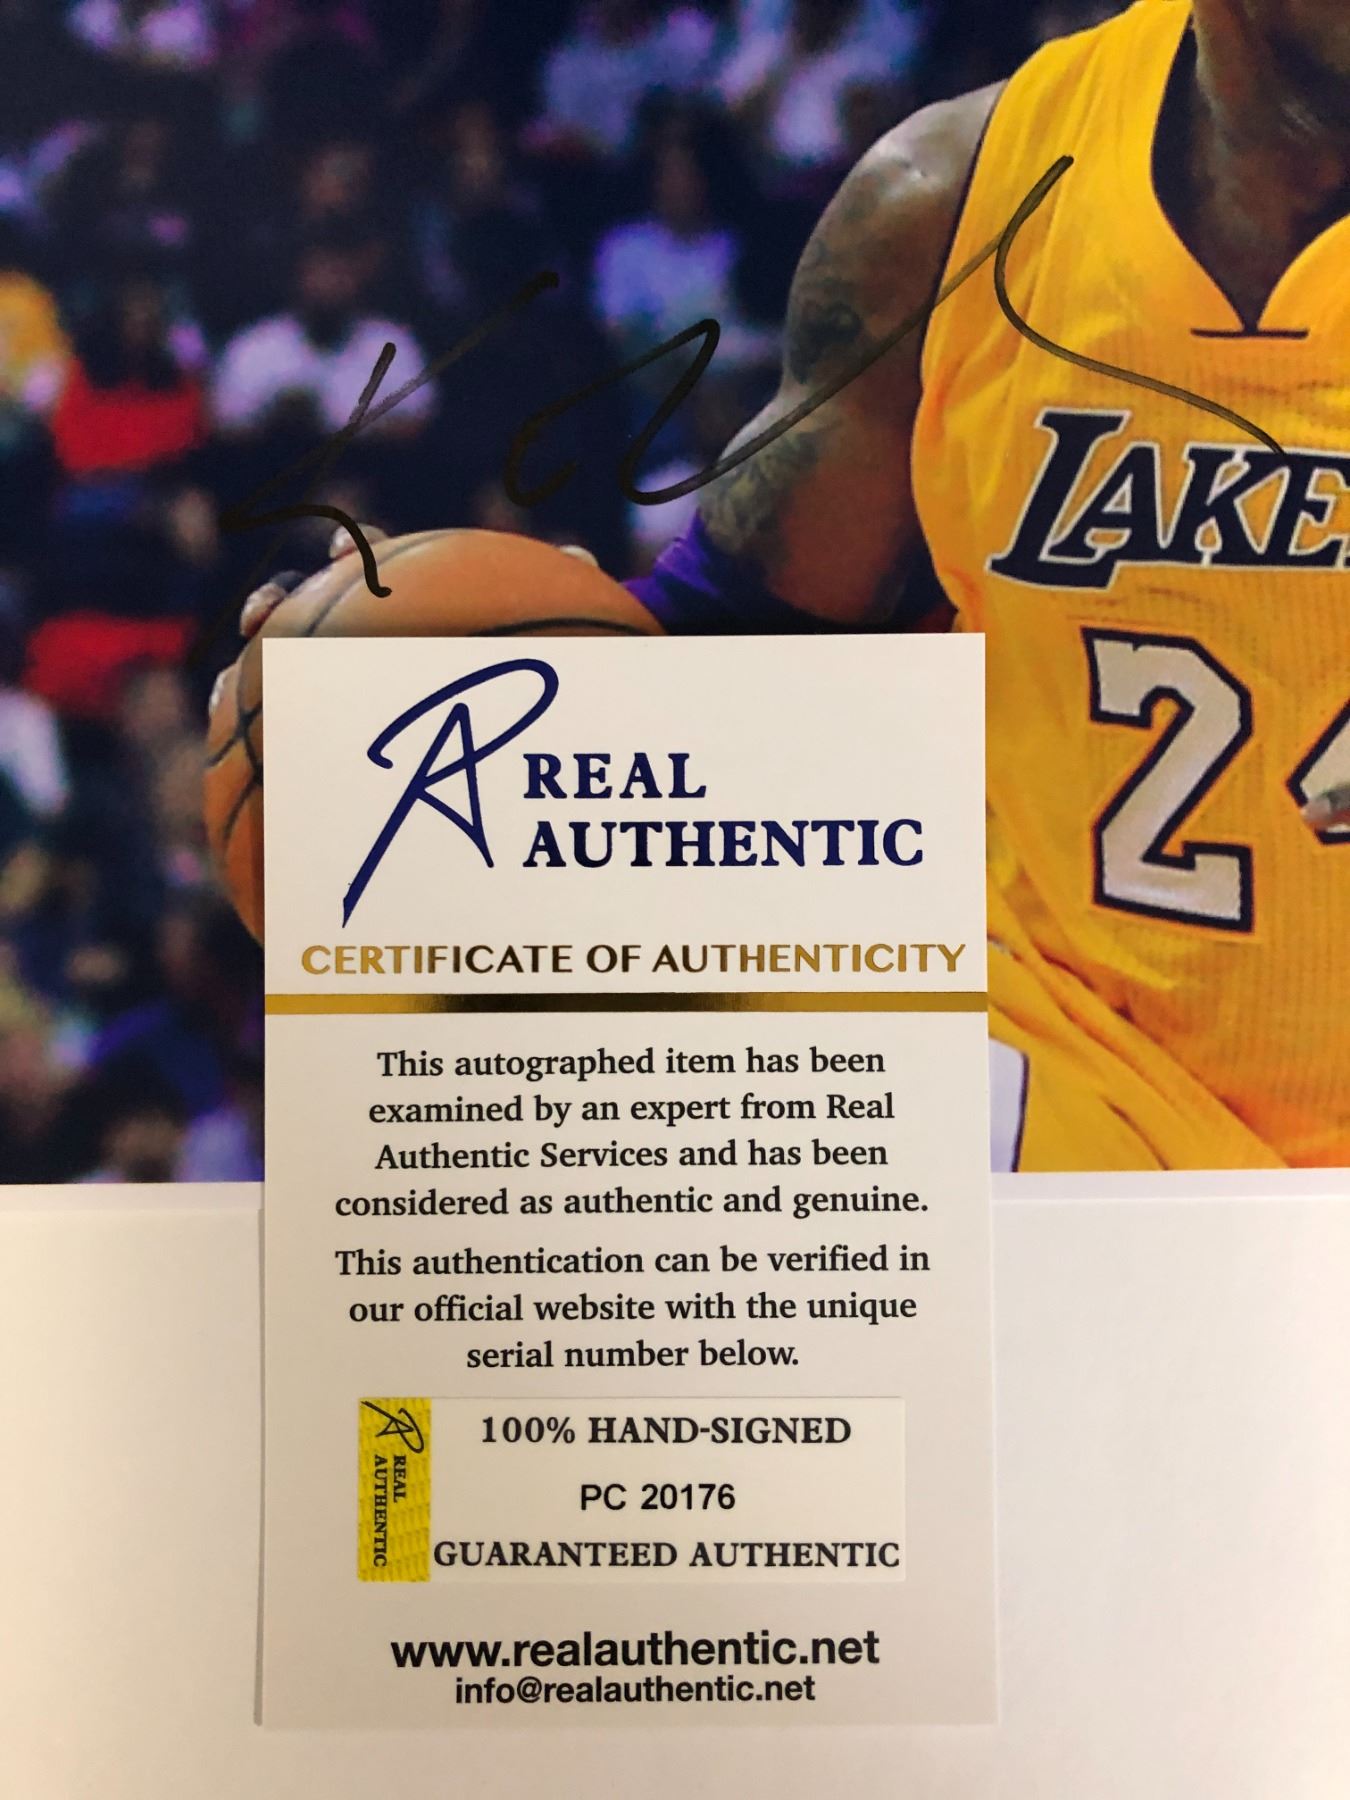 LAKE
24
REAL
AUTHENTIC
CERTIFICATE OF AUTHENTICITY
This autographed item has been
examined by an expert from Real
Authentic Services and has been
considered as authentic and genuine.
This authentication can be verified in
our official website with the unique
serial number below.
REAL
AUTHENTIC
100% HAND-SIGNED
PC 20176
GUARANTEED AUTHENTIC
www.realauthentic.net
info@realauthentic.net